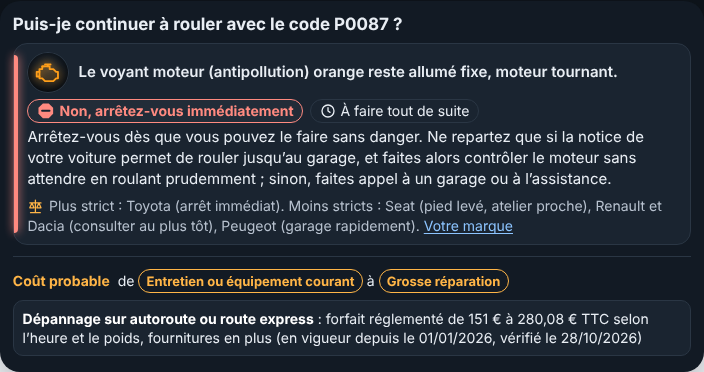 Puis-je continuer à rouler avec le code P0087 ?
Le voyant moteur (antipollution) orange reste allumé fixe, moteur tournant.
Non, arrêtez-vous immédiatement À faire tout de suite
Arrêtez-vous dès que vous pouvez le faire sans danger. Ne repartez que si la notice de
votre voiture permet de rouler jusqu’au garage, et faites alors contrôler le moteur sans
attendre en roulant prudemment ; sinon, faites appel à un garage ou à l’assistance.
Plus strict : Toyota (arrêt immédiat). Moins stricts : Seat (pied levé, atelier proche), Renault et
Dacia (consulter au plus tôt), Peugeot (garage rapidement). Votre marque
Coût probable de Entretien ou équipement courant à Grosse réparation
Dépannage sur autoroute ou route express : forfait réglementé de 151 € à 280,08 € TTC selon
l’heure et le poids, fournitures en plus (en vigueur depuis le 01/01/2026, vérifié le 28/10/2026)